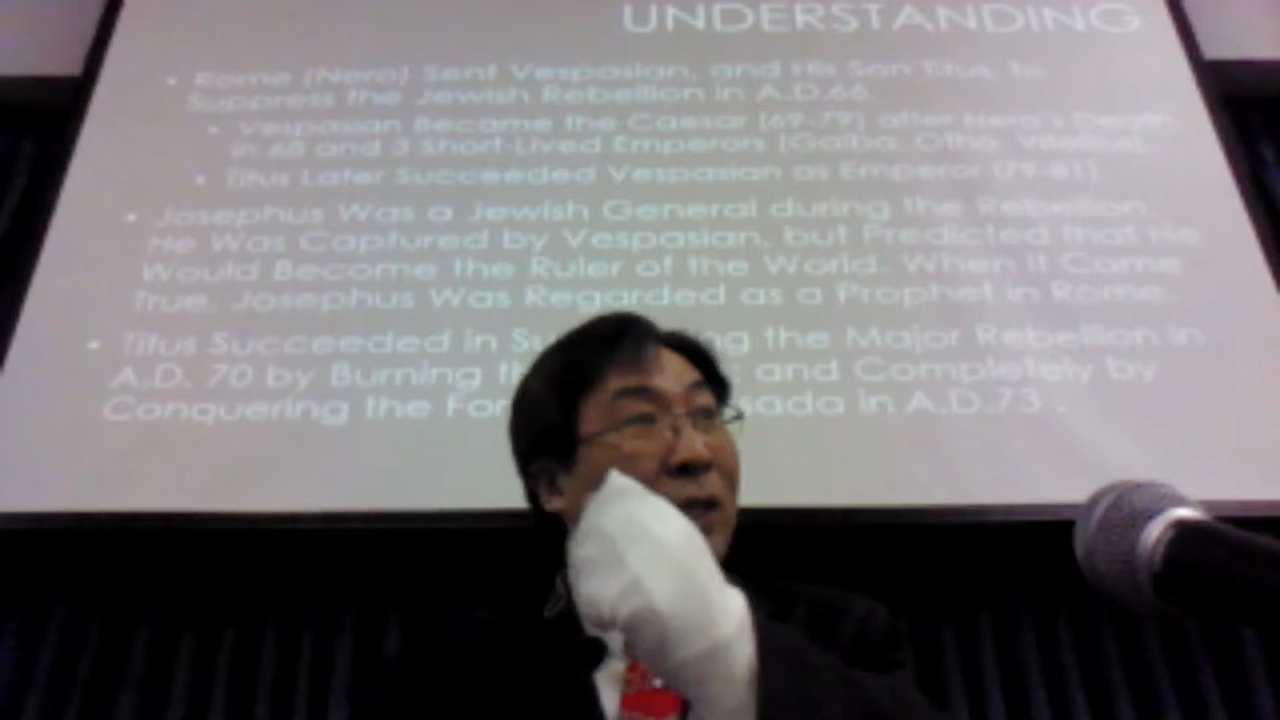 UNDERSTANDING
• Rome (Nero) Sent Vespasian, and His Son Titus, to
Suppress the Jewish Rebellion in A.D.66.
• Vespasian Became the Caesar (69-79) after Nero's Death
in 68 and 3 Short-Lived Emperors (Galba, Otho, Vitellius).
• Titus Later Succeeded Vespasian as Emperor (79-81).
• Josephus Was a Jewish General during the Rebellion.
He Was Captured by Vespasian, but Predicted that He
Would Become the Ruler of the World. When it Came
True, Josephus Was Regarded as a Prophet in Rome.
• Titus Succeeded in the Major Rebellion in
A.D. 70 by Burning and Completely by
Conquering the in A.D.73 .